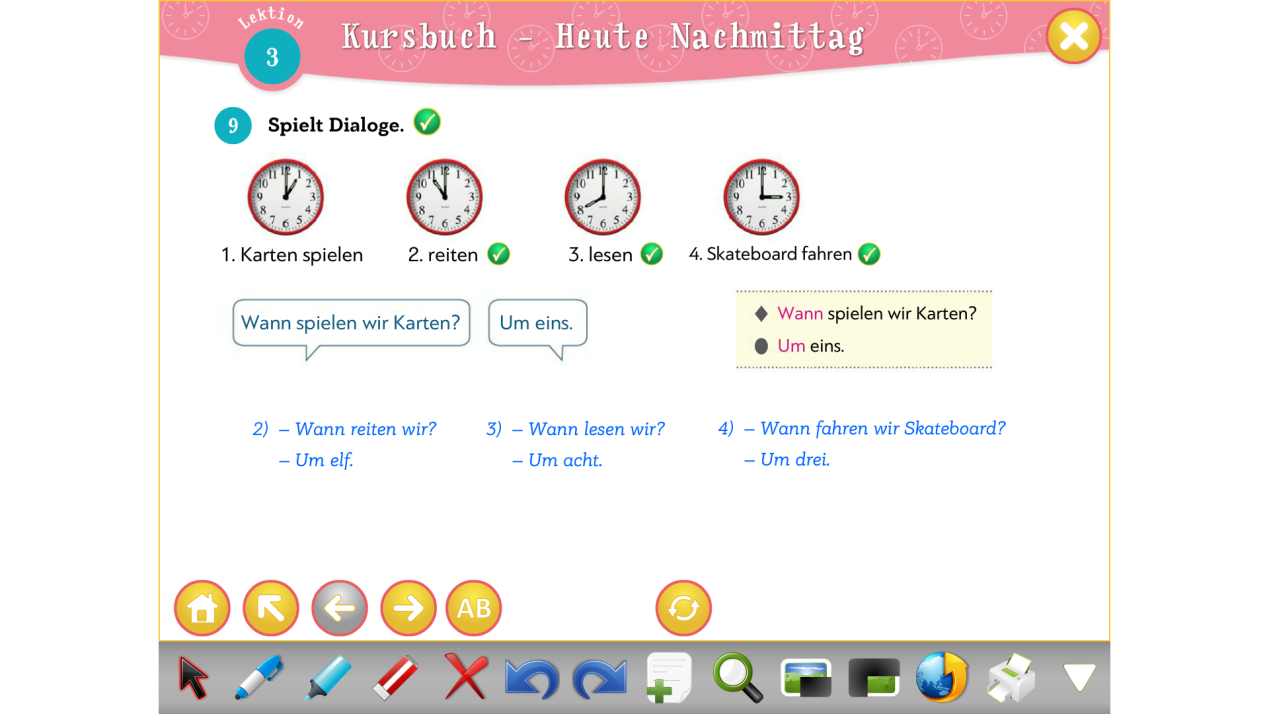 Lektion
3
Kursbuch - Heute Nachmittag
9 Spielt Dialoge.
1. Karten spielen
2. reiten
3. lesen
4. Skateboard fahren
Wann spielen wir Karten?
Um eins.
Wann spielen wir Karten?
Um eins.
2) – Wann reiten wir?
– Um elf.
3) – Wann lesen wir?
– Um acht.
4) – Wann fahren wir Skateboard?
– Um drei.
AB